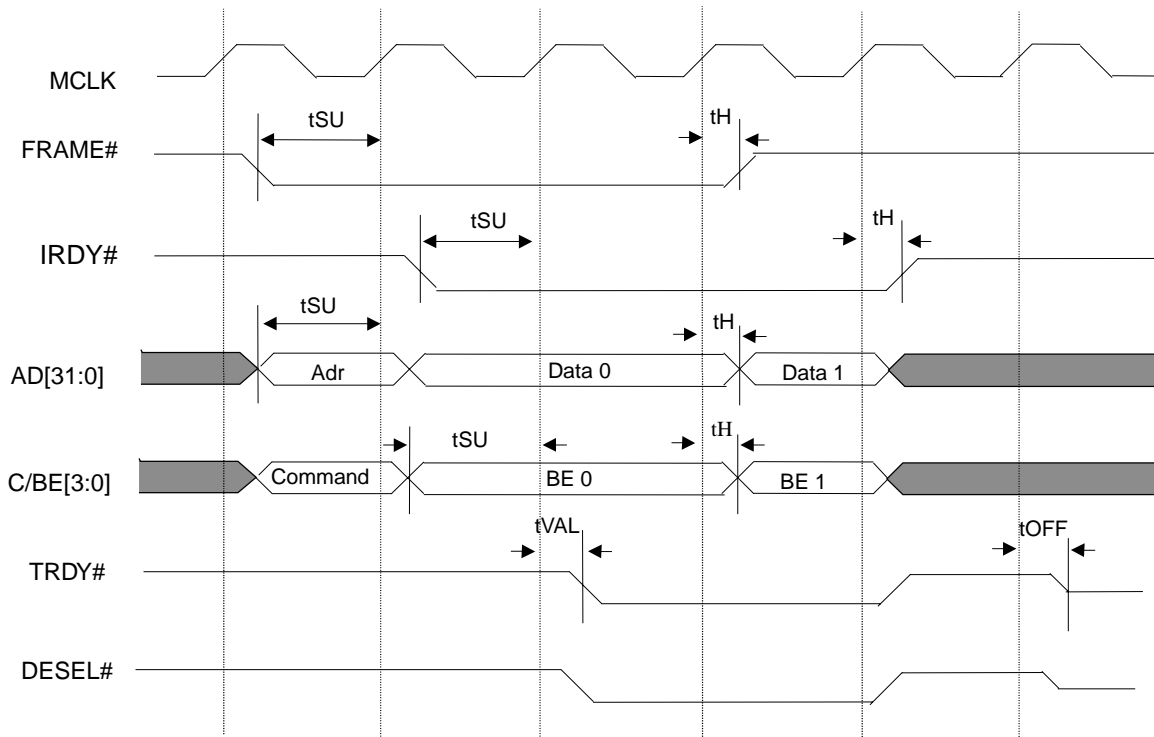 MCLK
tSU
tH
FRAME#
tSU
tH
IRDY#
tSU
tH
AD[31:0]
Adr
Data 0
Data 1
tSU
tH
C/BE[3:0]
Command
BE 0
BE 1
tVAL
tOFF
TRDY#
DESEL#